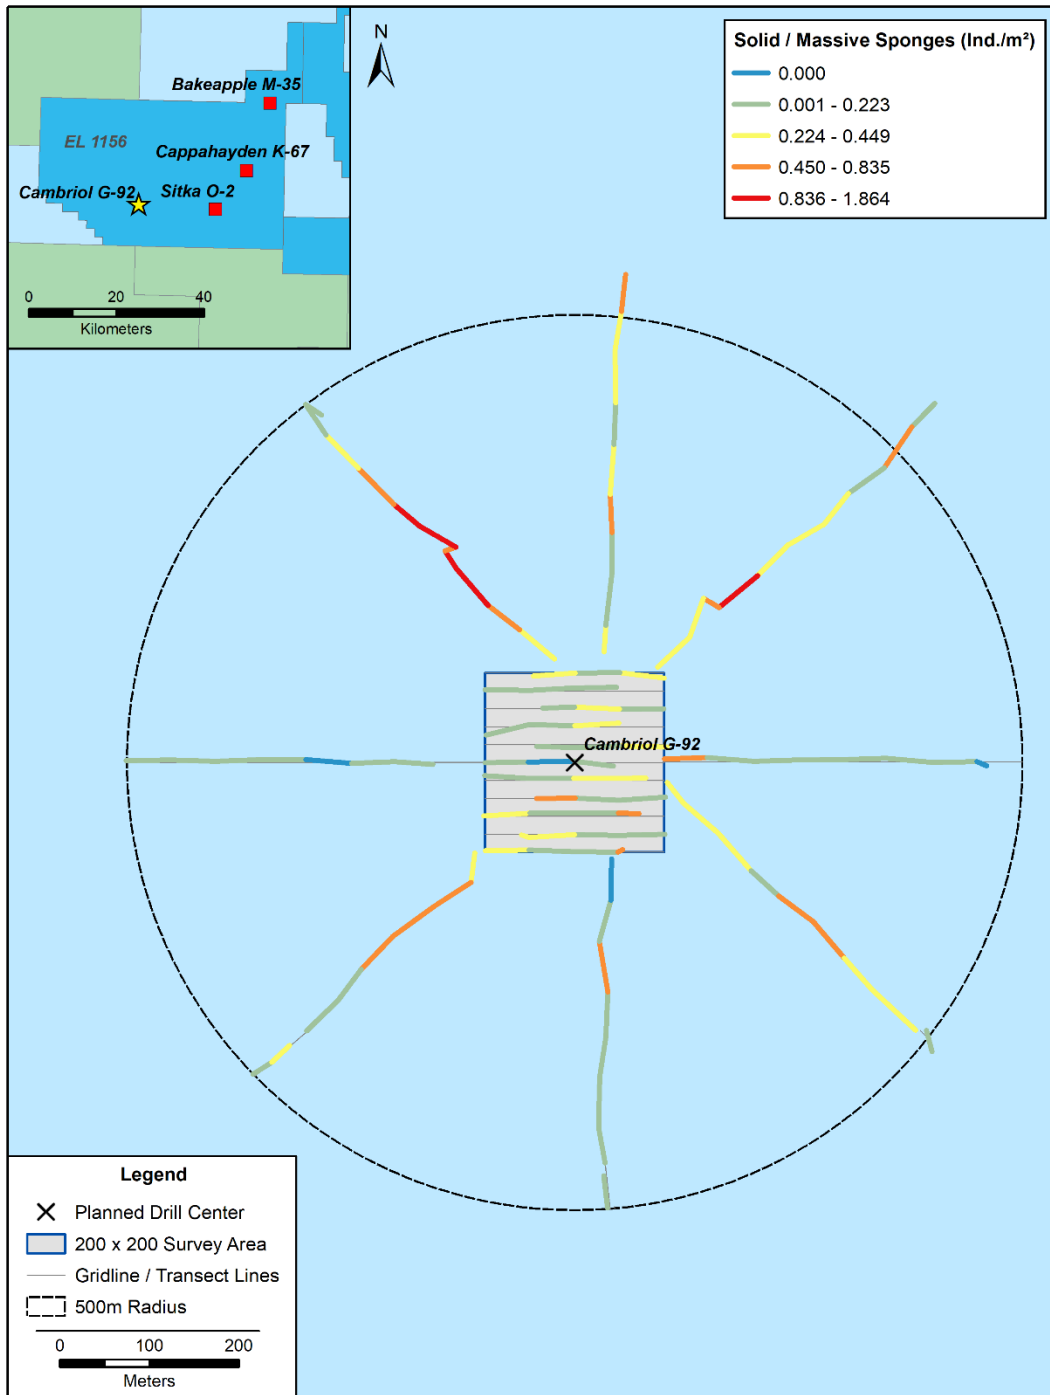 N
Bakeapple M-35
EL 1156
Cappahayden K-67
Cambriol G-92
Sitka O-2
0 20 40
Kilometers
Solid / Massive Sponges (Ind./m²)
0.000
0.001 - 0.223
0.224 - 0.449
0.450 - 0.835
0.836 - 1.864
Cambriol G-92
Legend
Planned Drill Center
200 x 200 Survey Area
Gridline / Transect Lines
500m Radius
0 100 200
Meters